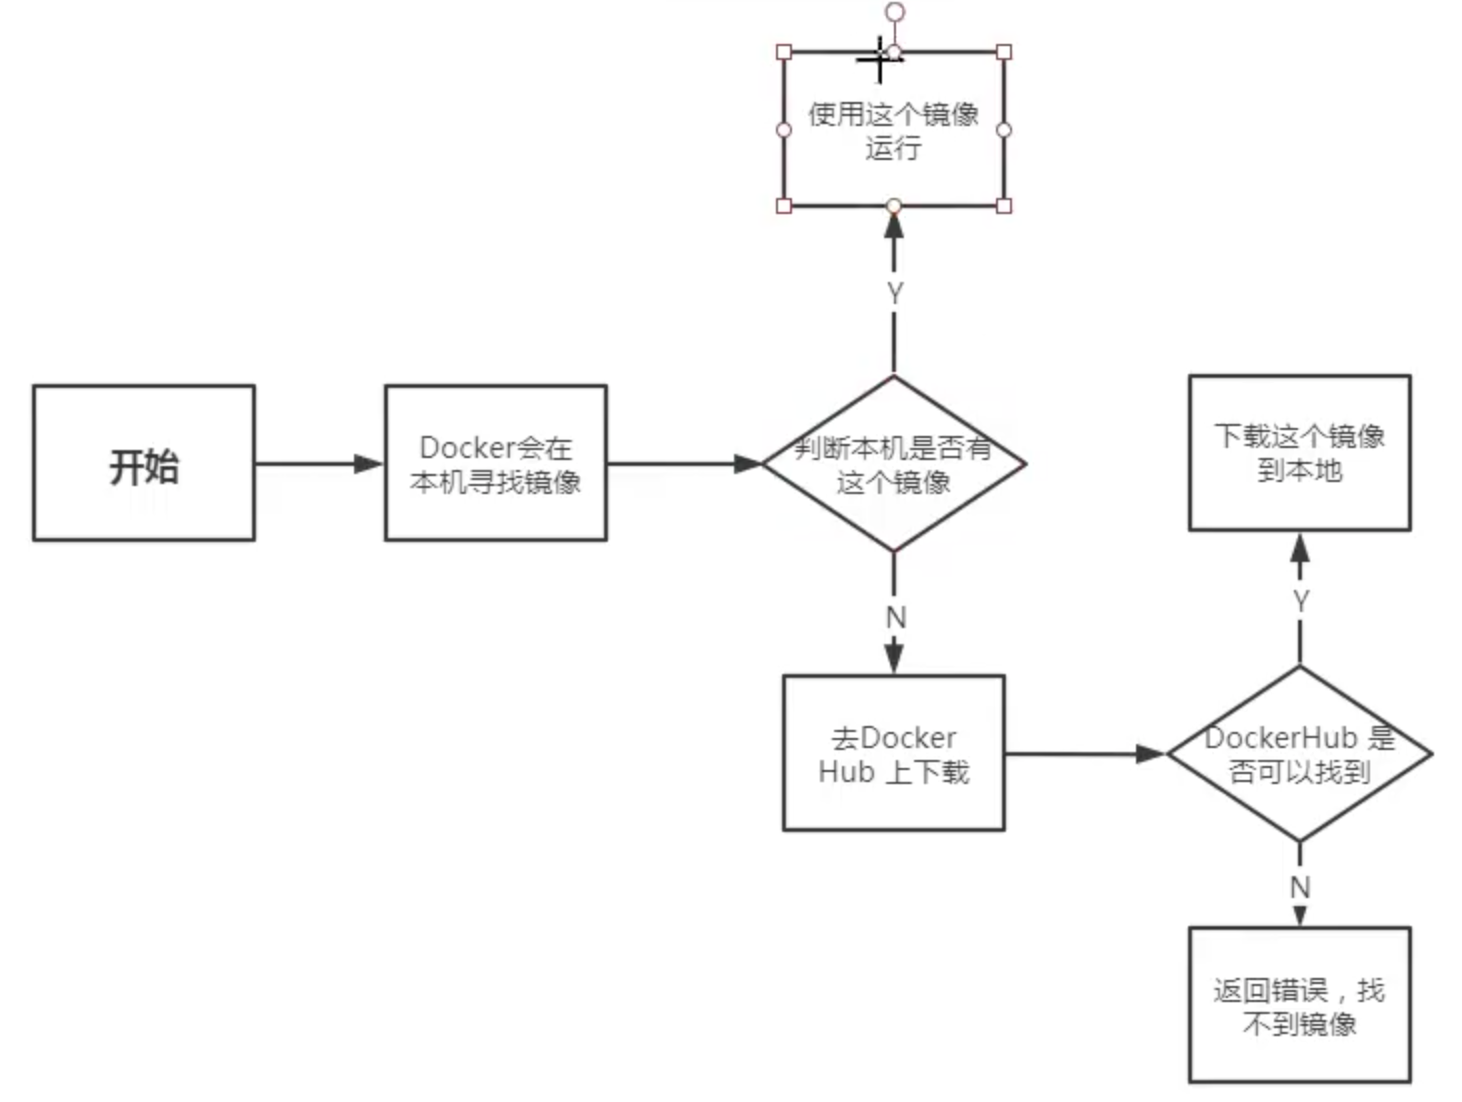 使用这个镜像
运行
Y
开始
Docker会在
本机寻找镜像
判断本机是否有
这个镜像
下载这个镜像
到本地
N
Y
去Docker
Hub 上下载
DockerHub 是
否可以找到
N
返回错误，找
不到镜像